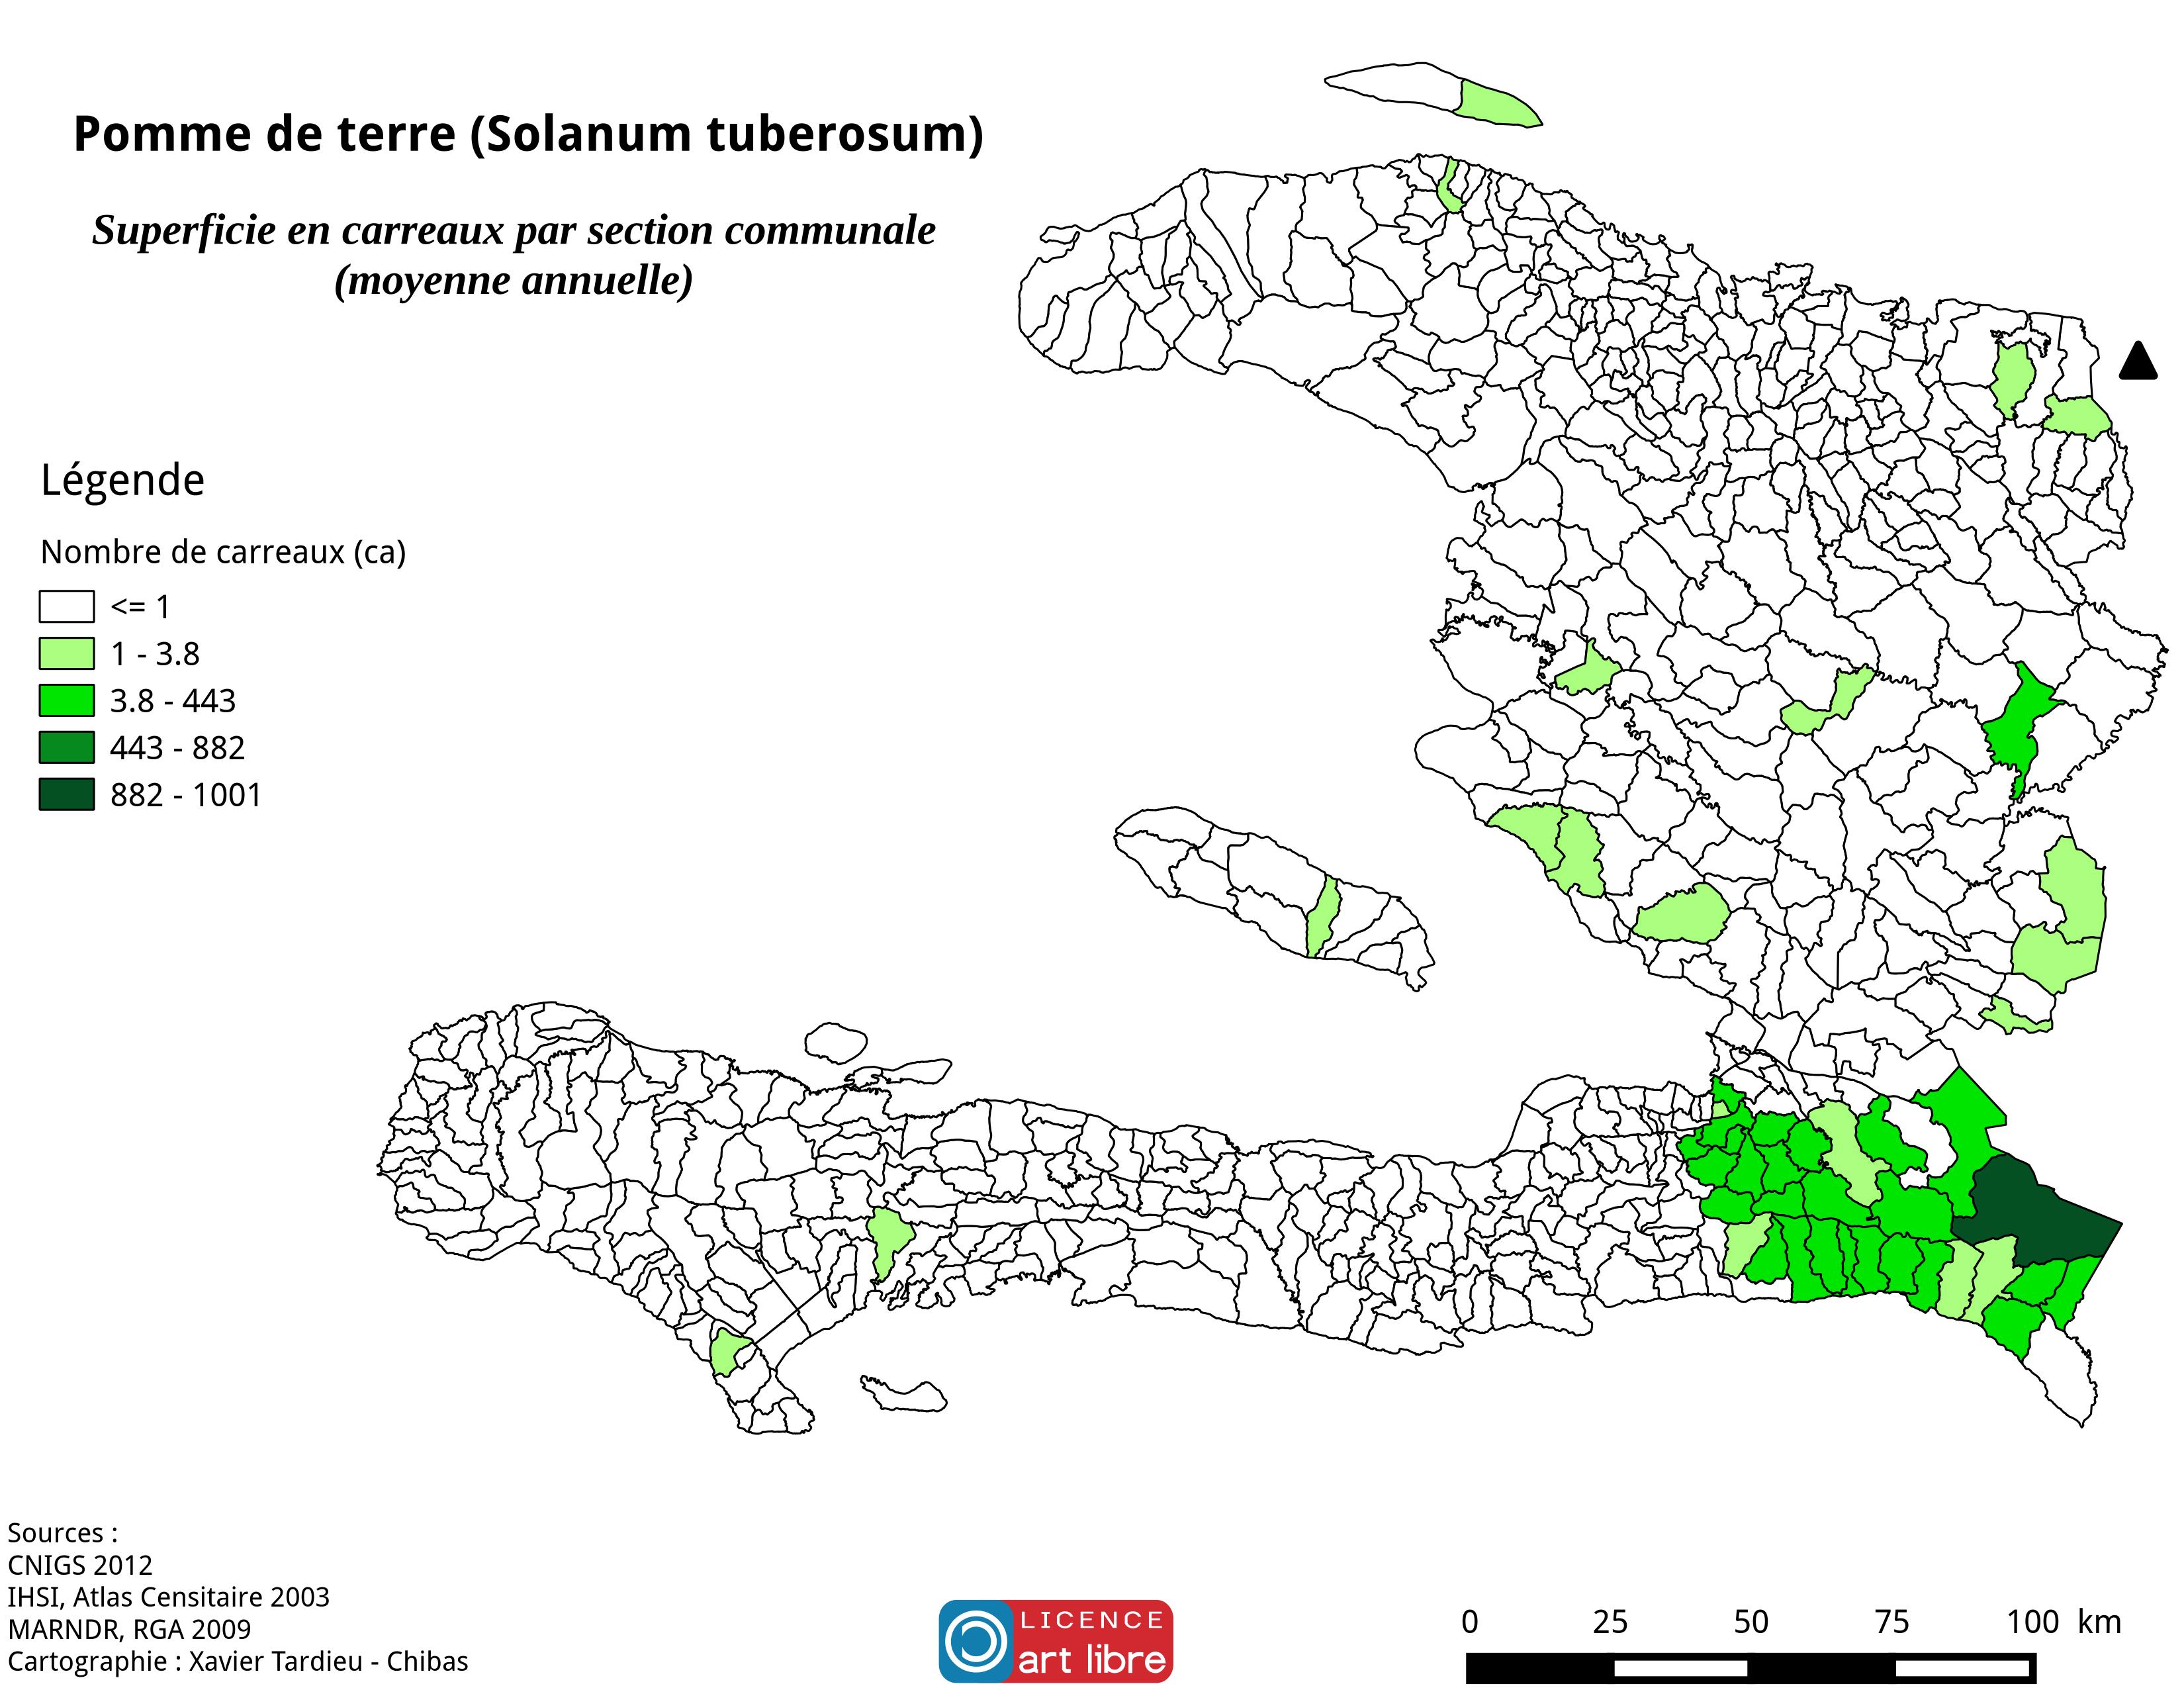 Pomme de terre (Solanum tuberosum)
Superficie en carreaux par section communale
(moyenne annuelle)
Légende
Nombre de carreaux (ca)
<= 1
1 - 3.8
3.8 - 443
443 - 882
882 - 1001
Sources :
CNIGS 2012
IHSI, Atlas Censitaire 2003
MARNDR, RGA 2009
Cartographie : Xavier Tardieu - Chibas
LICENCE
art libre
0 25 50 75 100 km